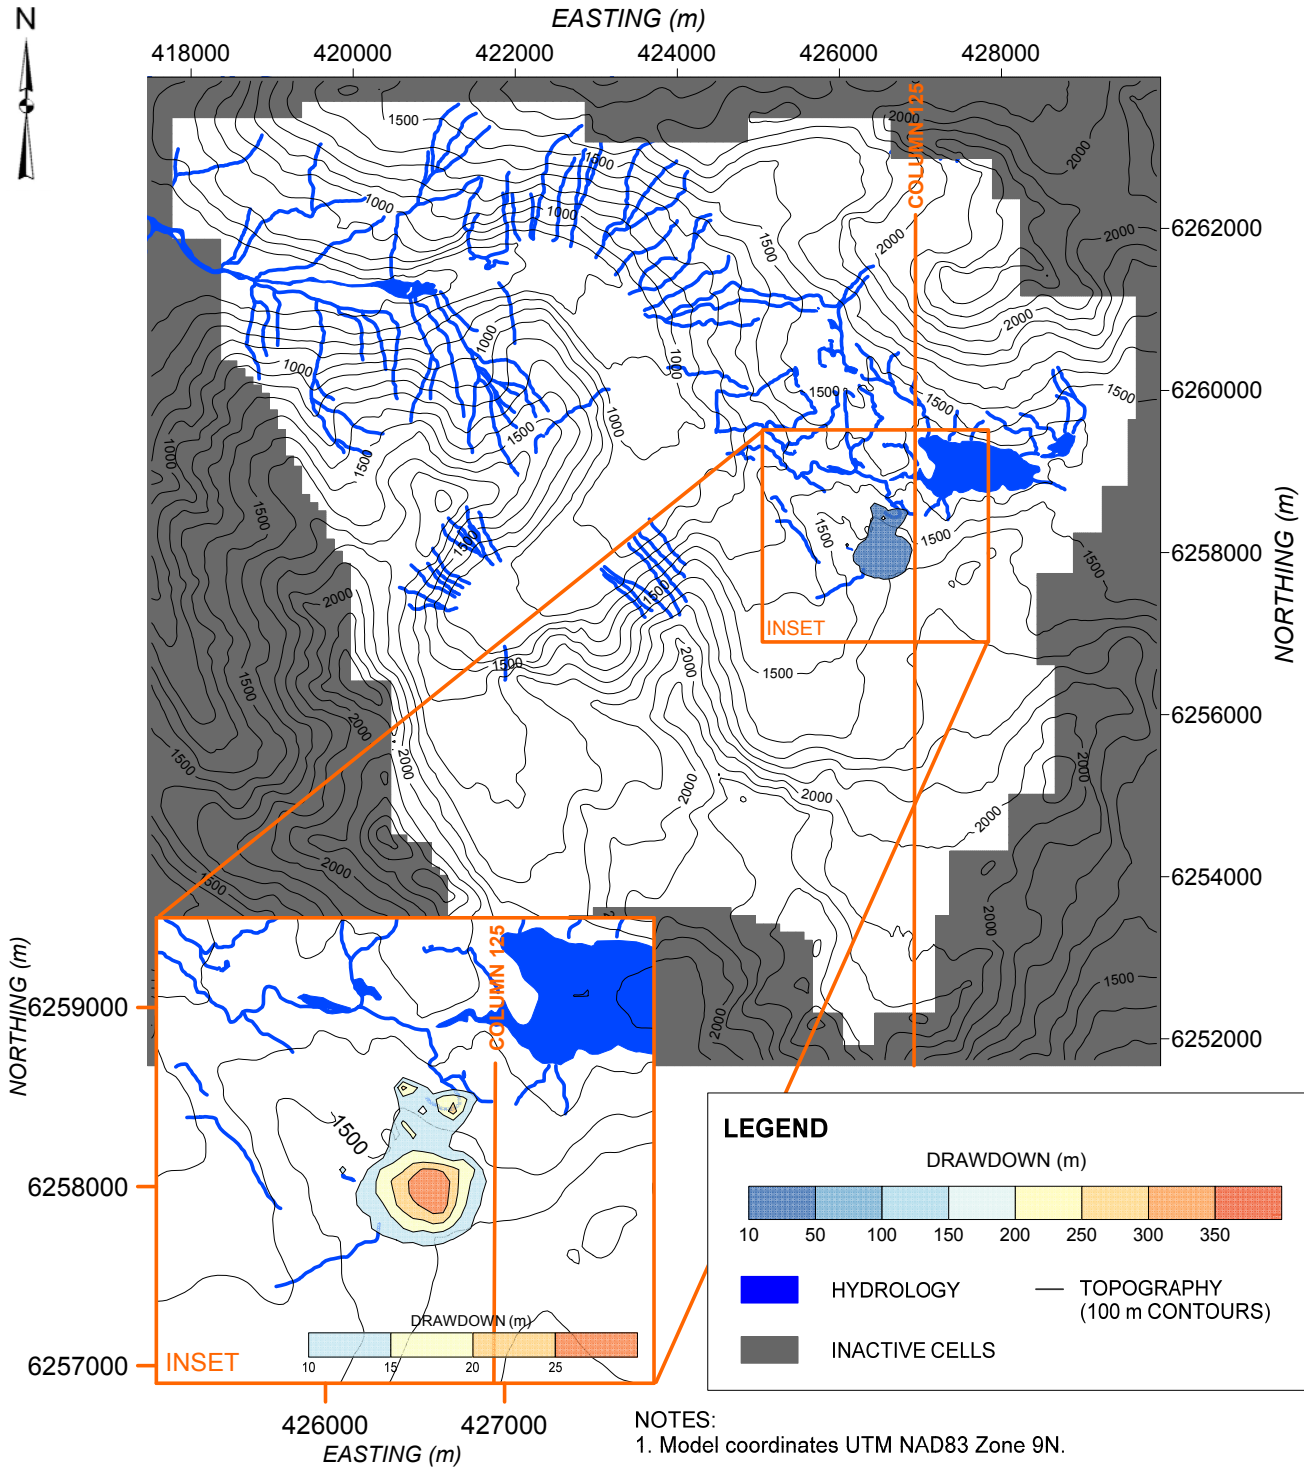 N
EASTING (m)
418000 420000 422000 424000 426000 428000
1500
2000
2000
COLUMN 125
1500
1000
1000
1500
2000
2000
6262000
2000
1000
1000
1000
1500
1500
1500
6260000
1000
1500
1500
1000
1500
1500
1500
1500
6258000
NORTHING (m)
1500
2000
1500
INSET
1500
2000
1500
1500
2000
6256000
2000
1500
2000
2000
2000
2000
2000
6254000
1500
2000
1500
2000
6252000
NORTHING (m)
COLUMN 125
6259000
1500
6258000
DRAWDOWN (m)
10 15 20 25
INSET
6257000
426000 427000
EASTING (m)
LEGEND
DRAWDOWN (m)
10 50 100 150 200 250 300 350
HYDROLOGY
TOPOGRAPHY
(100 m CONTOURS)
INACTIVE CELLS
NOTES:
1. Model coordinates UTM NAD83 Zone 9N.